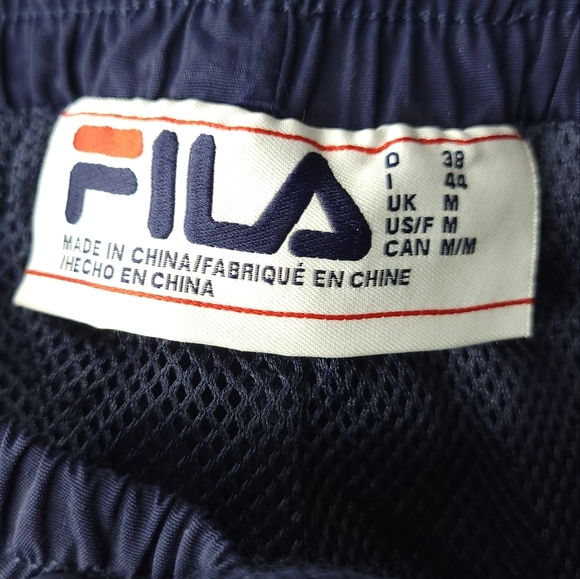 FILA
MADE IN CHINA/FABRIQUÉ EN CHINE
/HECHO EN CHINA
D 38
I 44
UK M
US/F M
CAN M/M